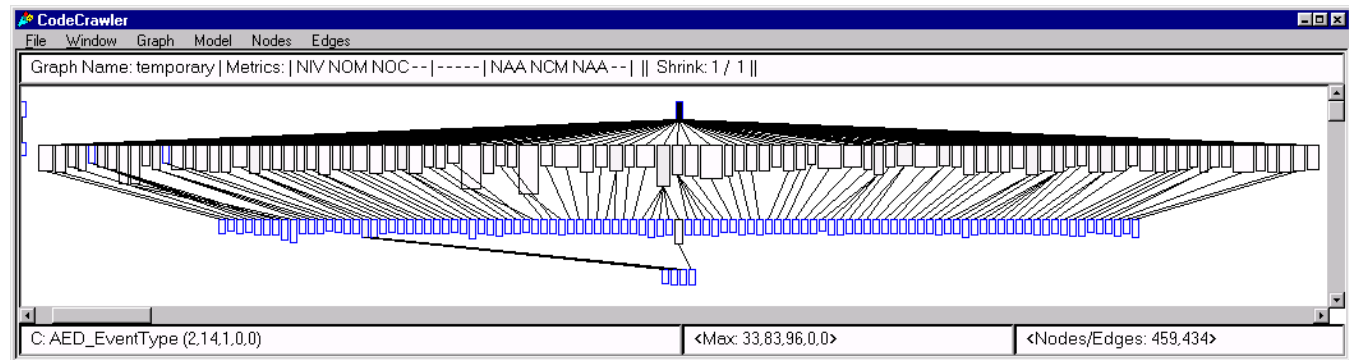 CodeCrawler
File Window Graph Model Nodes Edges
Graph Name: temporary | Metrics: | NIV NOM NOC--|-----| NAA NCM NAA--| || Shrink: 1 / 1 ||
C: AED_EventType (2,14,1,0,0)
<Max: 33,83,96,0,0>
<Nodes/Edges: 459,434>